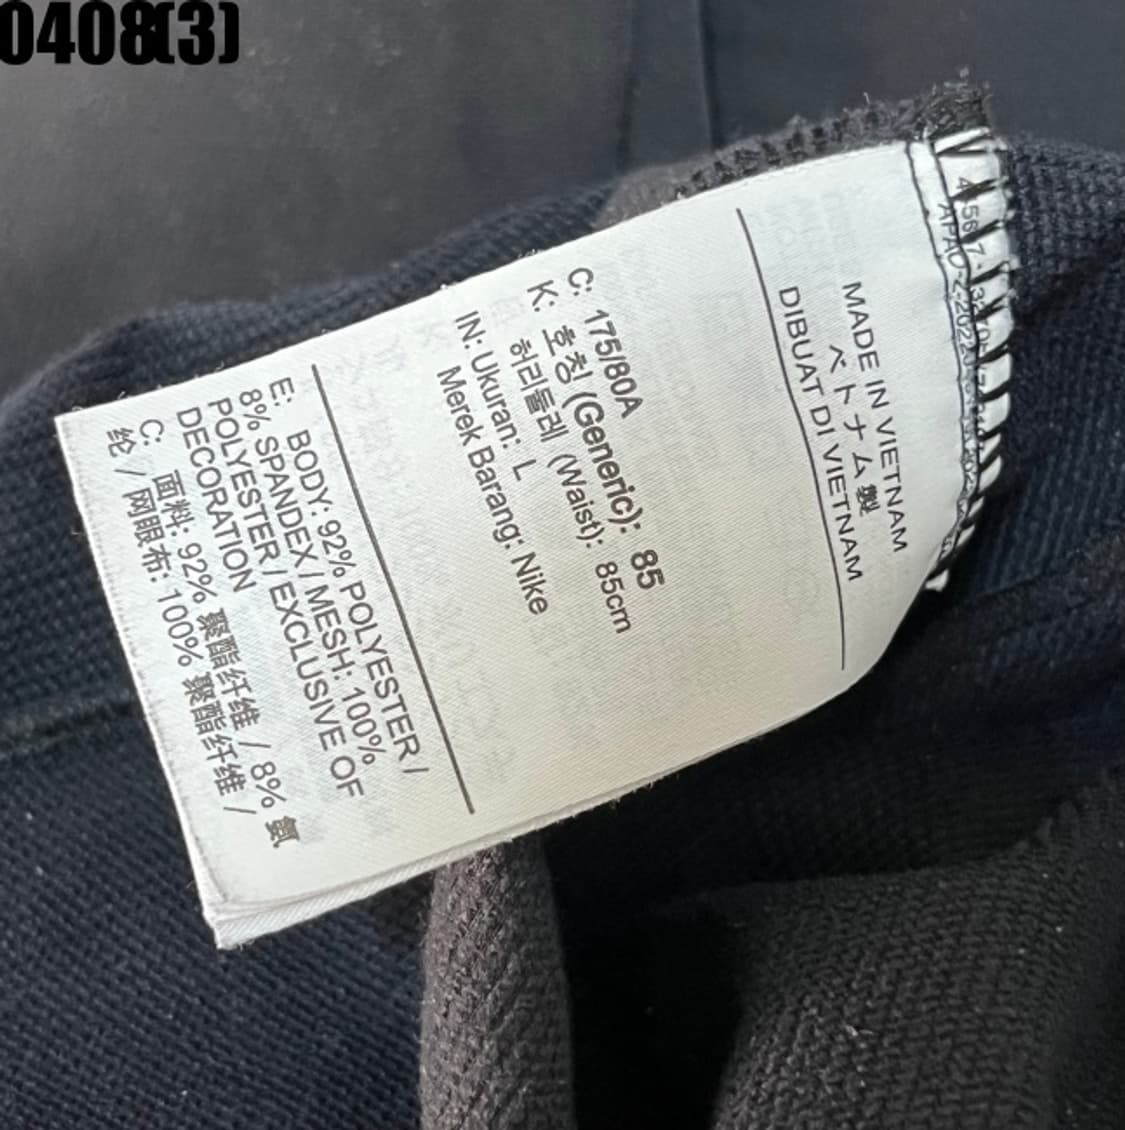 0408(3)
MADE IN VIETNAM
ベトナム製
DIBUAT DI VIETNAM
C: 175/80A
K: 호칭 (Generic): 85
허리둘레 (Waist): 85cm
IN: Ukuran: L
Merek Barang: Nike
E: BODY: 92% POLYESTER /
8% SPANDEX / MESH: 100%
POLYESTER / EXCLUSIVE OF
DECORATION
C: 面料: 92% 聚酯纤维 / 8% 氨
纶 / 网眼布: 100% 聚酯纤维 /